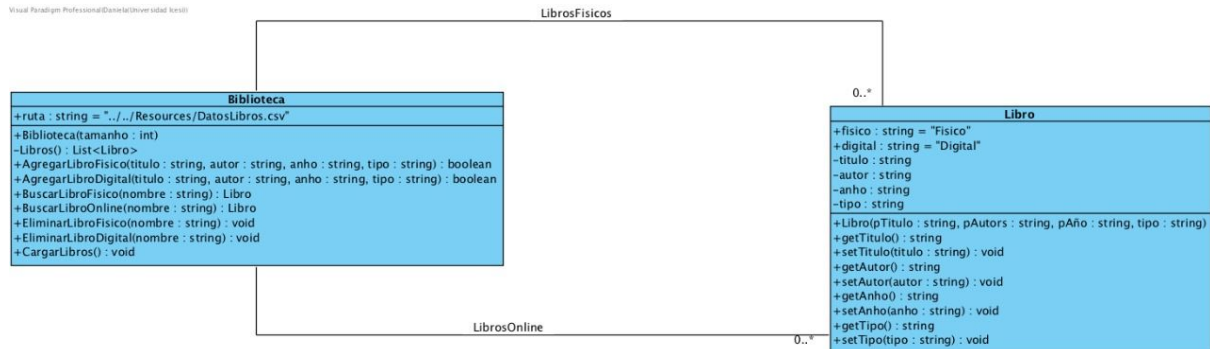 Visual Paradigm Professional(Daniela(Universidad Icesi))
LibrosFisicos
0..*
Biblioteca
+ruta : string = "../../Resources/DatosLibros.csv"
+Biblioteca(tamanho : int)
-Libros() : List<Libro>
+AgregarLibroFisico(titulo : string, autor : string, anho : string, tipo : string) : boolean
+AgregarLibroDigital(titulo : string, autor : string, anho : string, tipo : string) : boolean
+BuscarLibroFisico(nombre : string) : Libro
+BuscarLibroOnline(nombre : string) : Libro
+EliminarLibroFisico(nombre : string) : void
+EliminarLibroDigital(nombre : string) : void
+CargarLibros() : void
Libro
+fisico : string = "Fisico"
+digital : string = "Digital"
-titulo : string
-autor : string
-anho : string
-tipo : string
+Libro(pTitulo : string, pAutors : string, pAño : string, tipo : string)
+getTitulo() : string
+setTitulo(titulo : string) : void
+getAutor() : string
+setAutor(autor : string) : void
+getAnho() : string
+setAnho(anho : string) : void
+getTipo() : string
+setTipo(tipo : string) : void
LibrosOnline
0..*